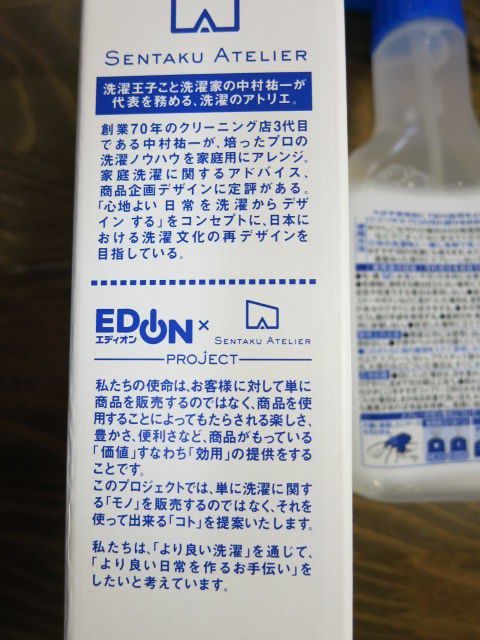 SENTAKU ATELIER
洗濯王子こと洗濯家の中村祐一が
代表を務める、洗濯のアトリエ。
創業70年のクリーニング店3代目
である中村祐一が、培ったプロの
洗濯ノウハウを家庭用にアレンジ。
家庭洗濯に関するアドバイス、
商品企画デザインに定評がある。
「心地よい日常を洗濯からデザ
インする」をコンセプトに、日本に
おける洗濯文化の再デザインを
目指している。
EDION × SENTAKU ATELIER
エディオン
PROJECT
私たちの使命は、お客様に対して単に
商品を販売するのではなく、商品を使
用することによってもたらされる楽しさ、
豊かさ、便利さなど、商品がもっている
「価値」すなわち「効用」の提供をする
ことです。
このプロジェクトでは、単に洗濯に関す
る「モノ」を販売するのではなく、それを
使って出来る「コト」を提案いたします。
私たちは、「より良い洗濯」を通じて、
「より良い日常を作るお手伝い」を
したいと考えています。